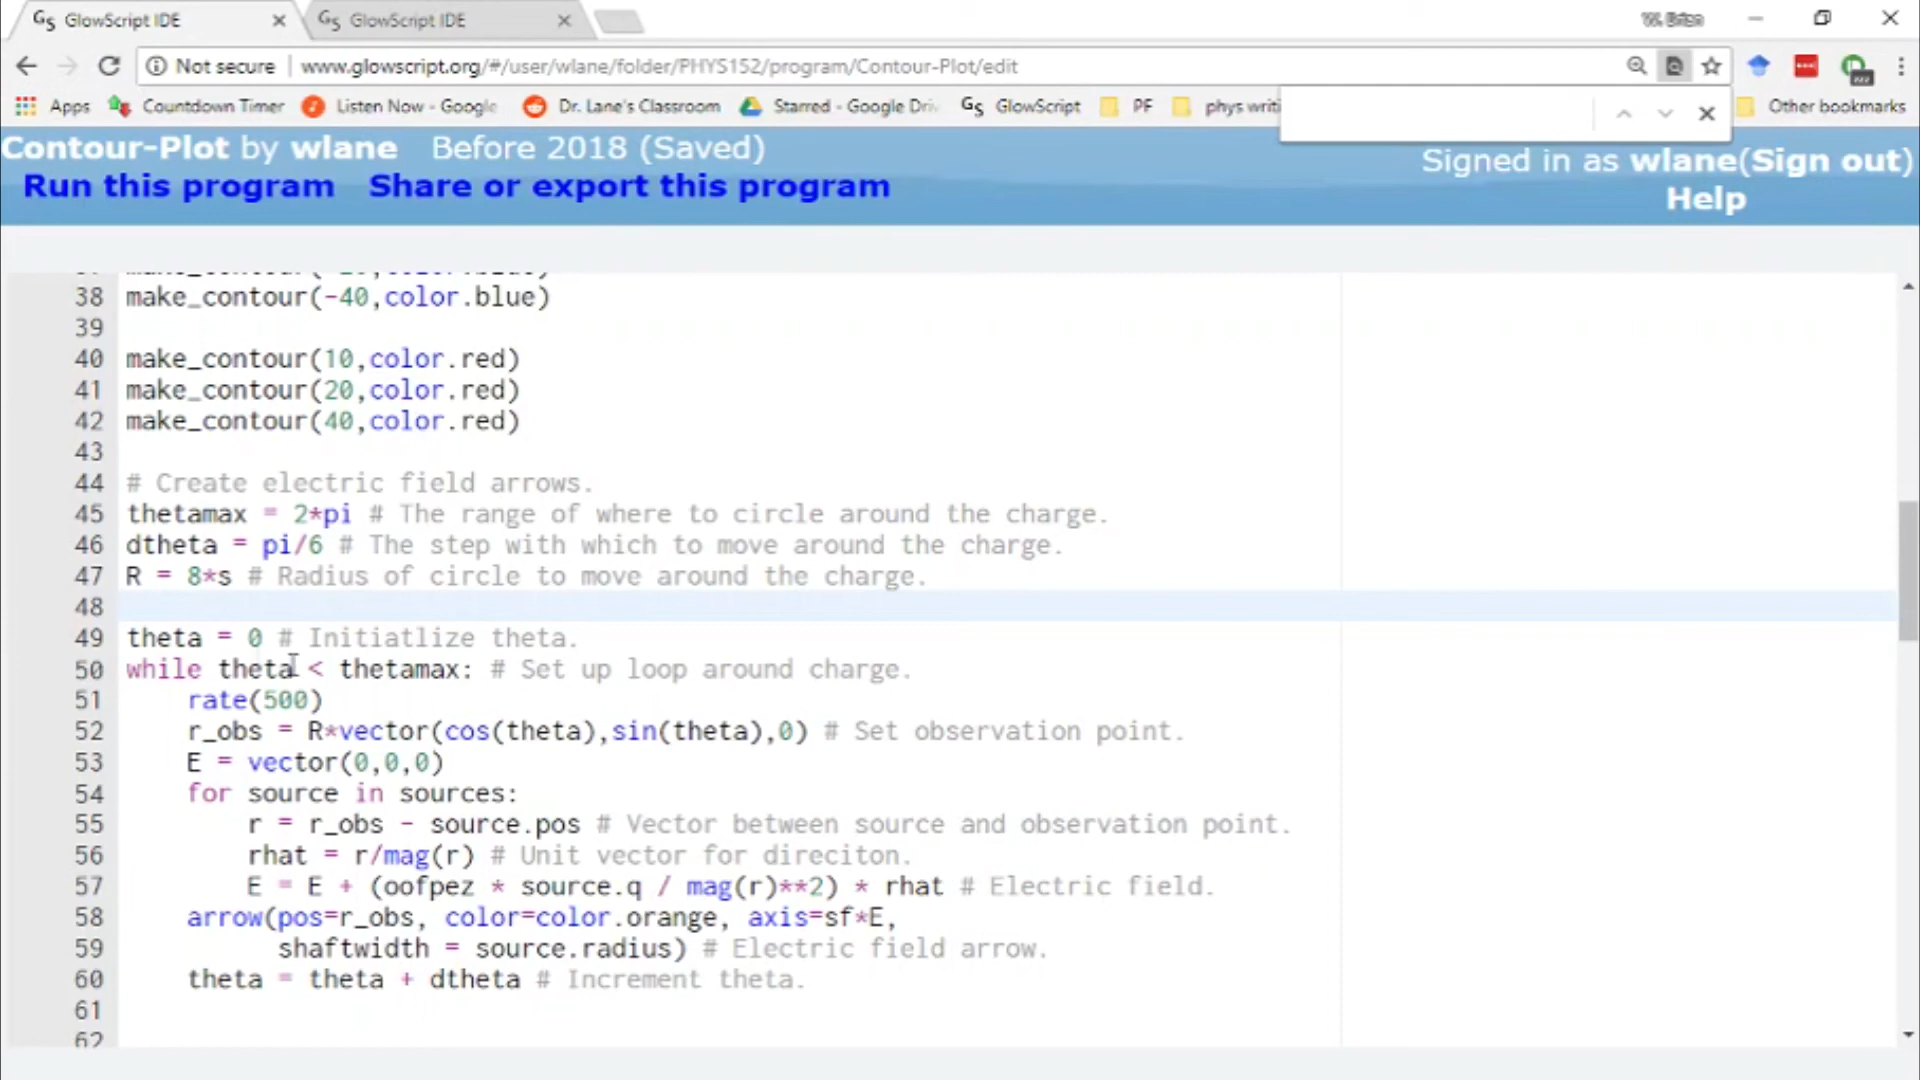 GlowScript IDE
GlowScript IDE
Not secure
www.glowscript.org/#/user/wlane/folder/PHYS152/program/Contour-Plot/edit
Apps
Countdown Timer
Listen Now - Google
Dr. Lane's Classroom
Starred - Google Driv
GlowScript
PF
phys writi
Other bookmarks
Contour-Plot by wlane Before 2018 (Saved)
Signed in as wlane(Sign out)
Run this program Share or export this program
Help
38 make_contour(-40,color.blue)
39
40 make_contour(10,color.red)
41 make_contour(20,color.red)
42 make_contour(40,color.red)
43
44 # Create electric field arrows.
45 thetamax = 2*pi # The range of where to circle around the charge.
46 dtheta = pi/6 # The step with which to move around the charge.
47 R = 8*s # Radius of circle to move around the charge.
48
49 theta = 0 # Initiatlize theta.
50 while theta < thetamax: # Set up loop around charge.
51 rate(500)
52 r_obs = R*vector(cos(theta),sin(theta),0) # Set observation point.
53 E = vector(0,0,0)
54 for source in sources:
55 r = r_obs - source.pos # Vector between source and observation point.
56 rhat = r/mag(r) # Unit vector for direciton.
57 E = E + (oofpez * source.q / mag(r)**2) * rhat # Electric field.
58 arrow(pos=r_obs, color=color.orange, axis=sf*E,
59 shaftwidth = source.radius) # Electric field arrow.
60 theta = theta + dtheta # Increment theta.
61
62